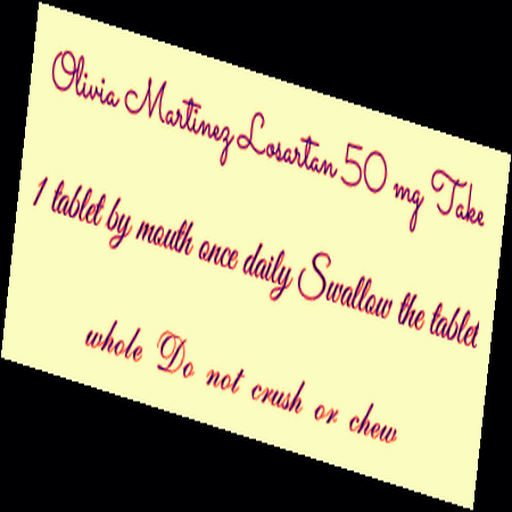 Olivia Martinez Losartan 50 mg Take
1 tablet by mouth once daily Swallow the tablet
whole Do not crush or chew